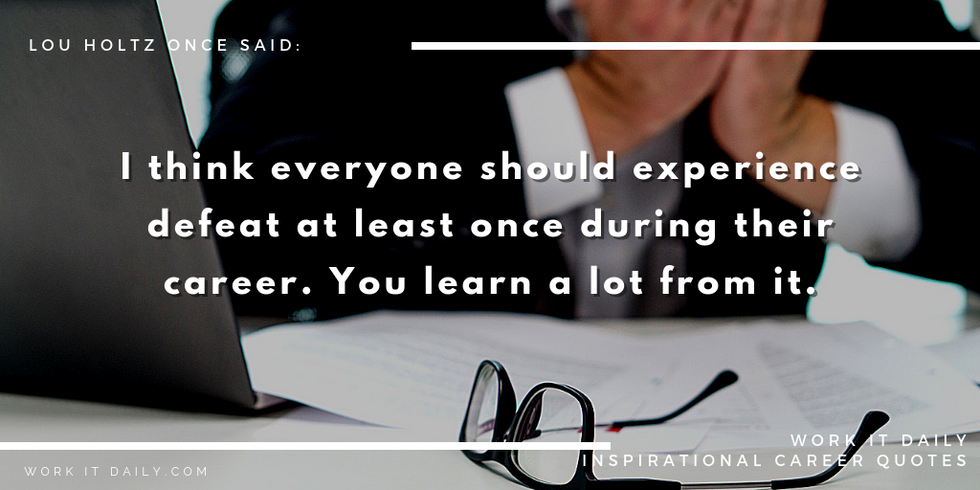 LOU HOLTZ ONCE SAID:
I think everyone should experience
defeat at least once during their
career. You learn a lot from it.
WORK IT DAILY
INSPIRATIONAL CAREER QUOTES
WORK IT DAILY.COM